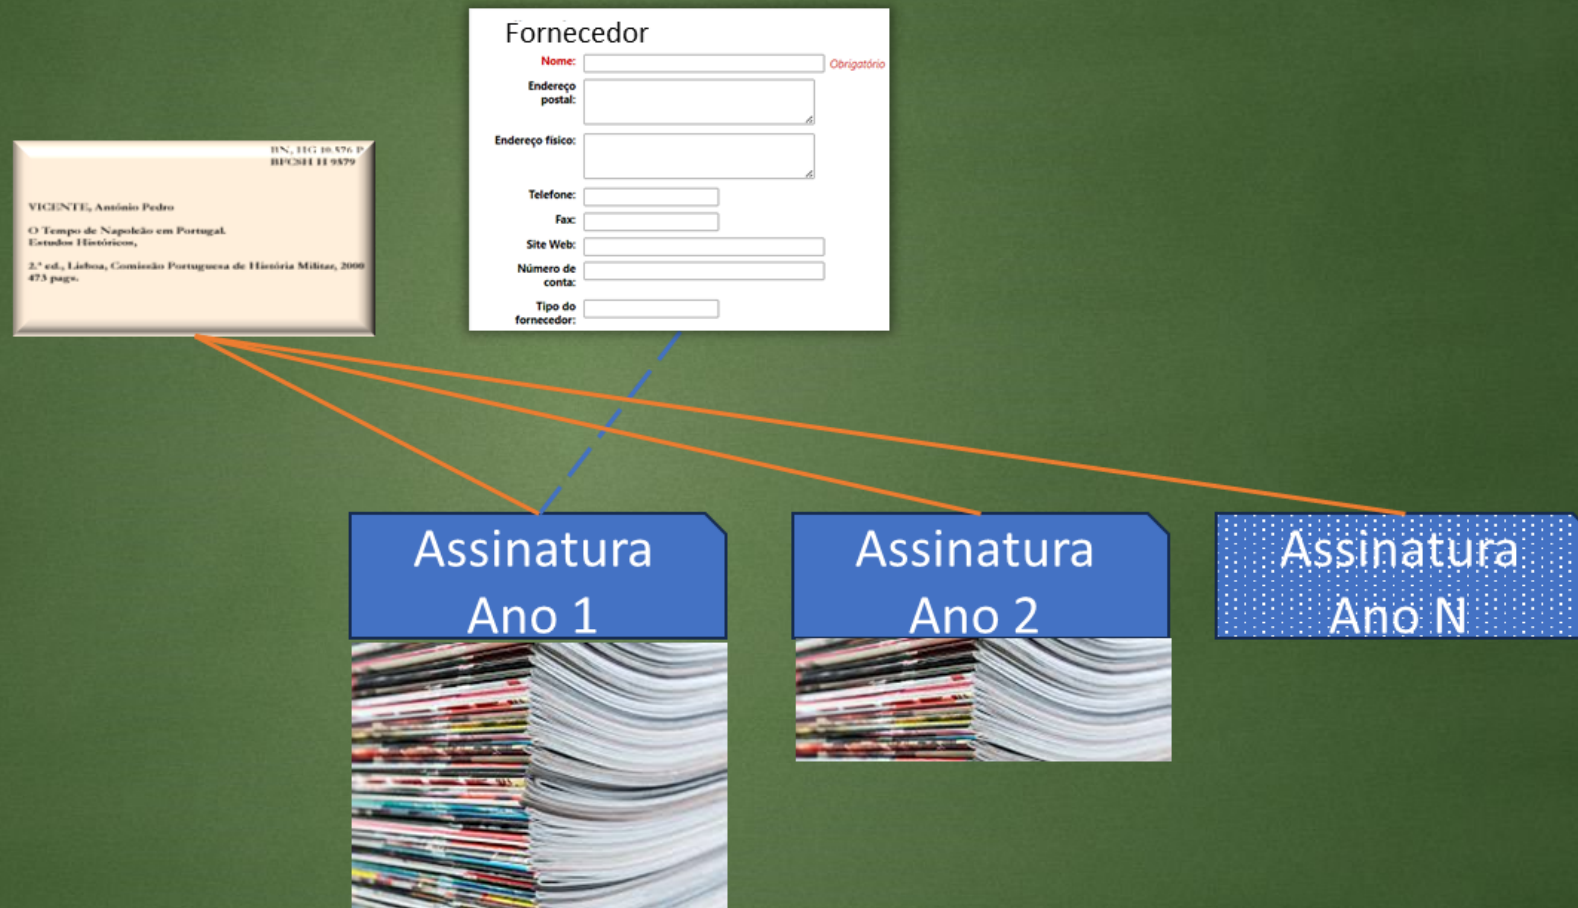 Fornecedor
Nome:
Obrigatório
Endereço
postal:
Endereço físico:
Telefone:
Fax:
Site Web:
Número de
conta:
Tipo do
fornecedor:
BN, HG 10.576 P
BFCSH H 9579
VICENTE, António Pedro
O Tempo de Napoleão em Portugal.
Estudos Históricos,
2.ª ed., Lisboa, Comissão Portuguesa de História Militar, 2000
473 pags.
Assinatura
Ano 1
Assinatura
Ano 2
Assinatura
Ano N